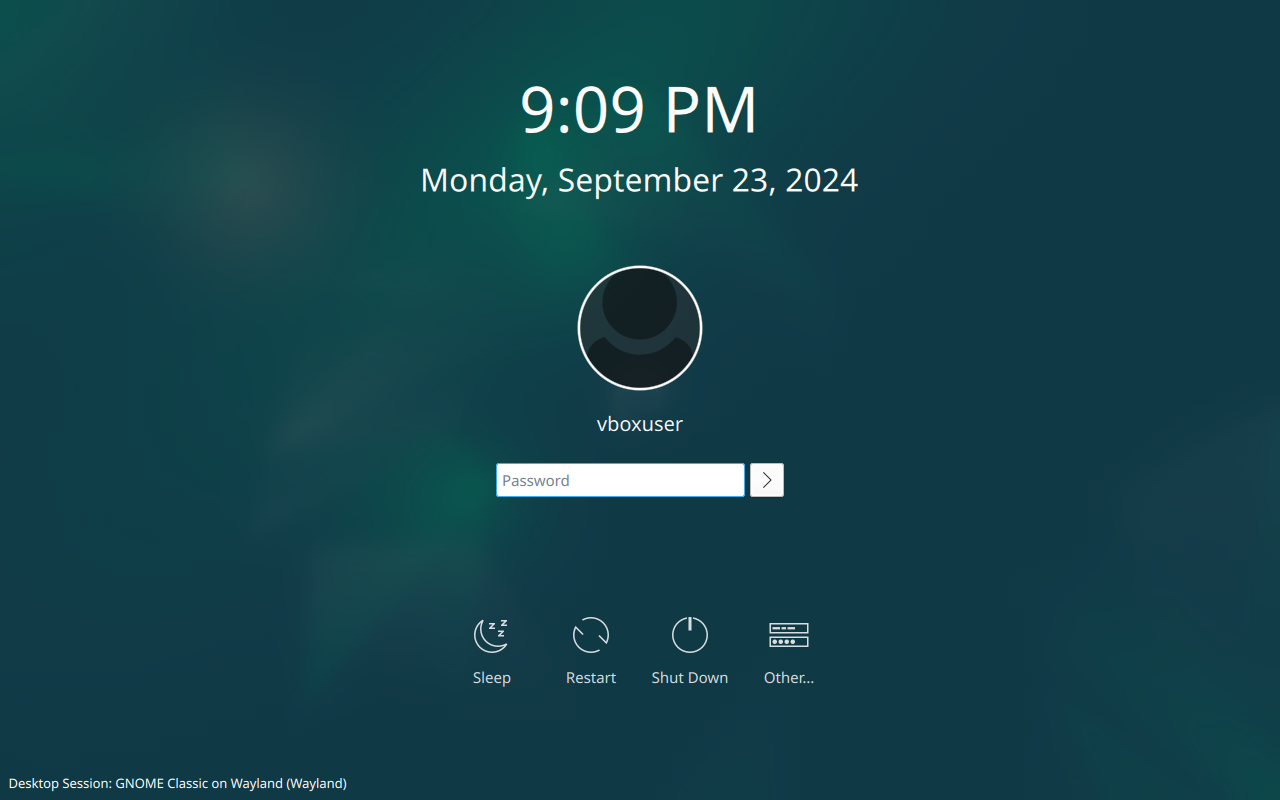 9:09 PM
Monday, September 23, 2024
vboxuser
Password
Sleep
Restart
Shut Down
Other...
Desktop Session: GNOME Classic on Wayland (Wayland)